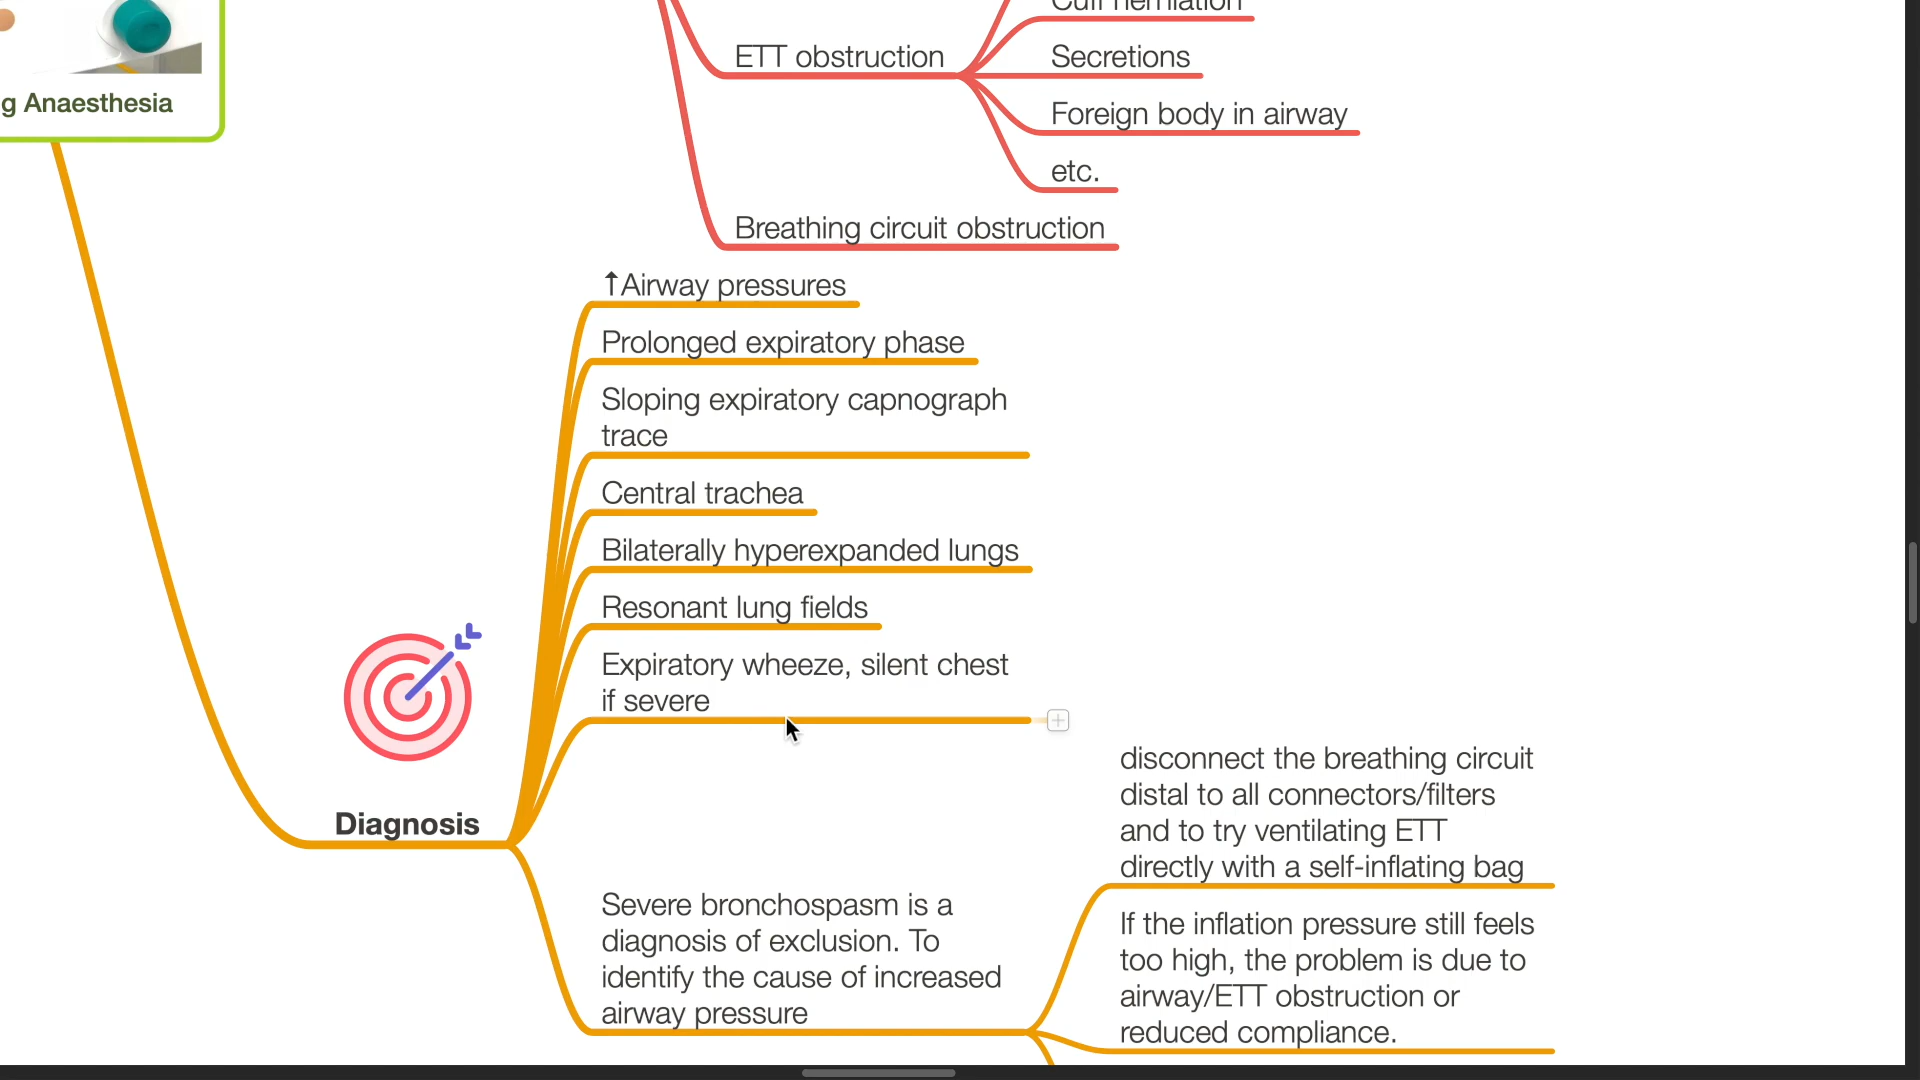 Cuff herniation
ETT obstruction
Secretions
g Anaesthesia
Foreign body in airway
etc.
Breathing circuit obstruction
↑Airway pressures
Prolonged expiratory phase
Sloping expiratory capnograph
trace
Central trachea
Bilaterally hyperexpanded lungs
Resonant lung fields
Expiratory wheeze, silent chest
if severe
Diagnosis
Severe bronchospasm is a
diagnosis of exclusion. To
identify the cause of increased
airway pressure
disconnect the breathing circuit
distal to all connectors/filters
and to try ventilating ETT
directly with a self-inflating bag
If the inflation pressure still feels
too high, the problem is due to
airway/ETT obstruction or
reduced compliance.